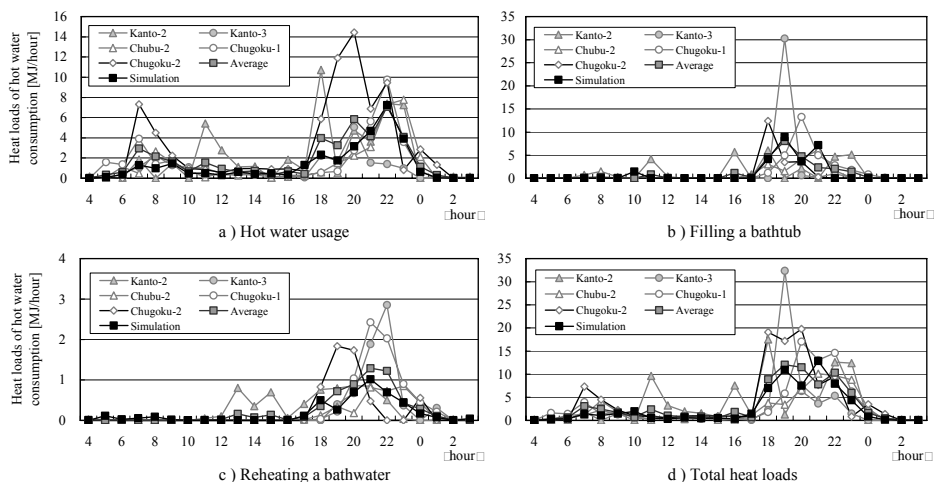 Heat loads of hot water
consumption [MJ/hour]
16
14
12
10
8
6
4
2
0
Kanto-2 Kanto-3
Chubu-2 Chugoku-1
Chugoku-2 Average
Simulation
4 6 8 10 12 14 16 18 20 22 0 2
□hour□
a ) Hot water usage
35
30
25
20
15
10
5
0
Kanto-2 Kanto-3
Chubu-2 Chugoku-1
Chugoku-2 Average
Simulation
4 6 8 10 12 14 16 18 20 22 0 2
□hour□
b ) Filling a bathtub
Heat loads of hot water
consumption [MJ/hour]
4
3
2
1
0
Kanto-2 Kanto-3
Chubu-2 Chugoku-1
Chugoku-2 Average
Simulation
4 6 8 10 12 14 16 18 20 22 0 2
□hour□
c ) Reheating a bathwater
35
30
25
20
15
10
5
0
Kanto-2 Kanto-3
Chubu-2 Chugoku-1
Chugoku-2 Average
Simulation
4 6 8 10 12 14 16 18 20 22 0 2
□hour□
d ) Total heat loads